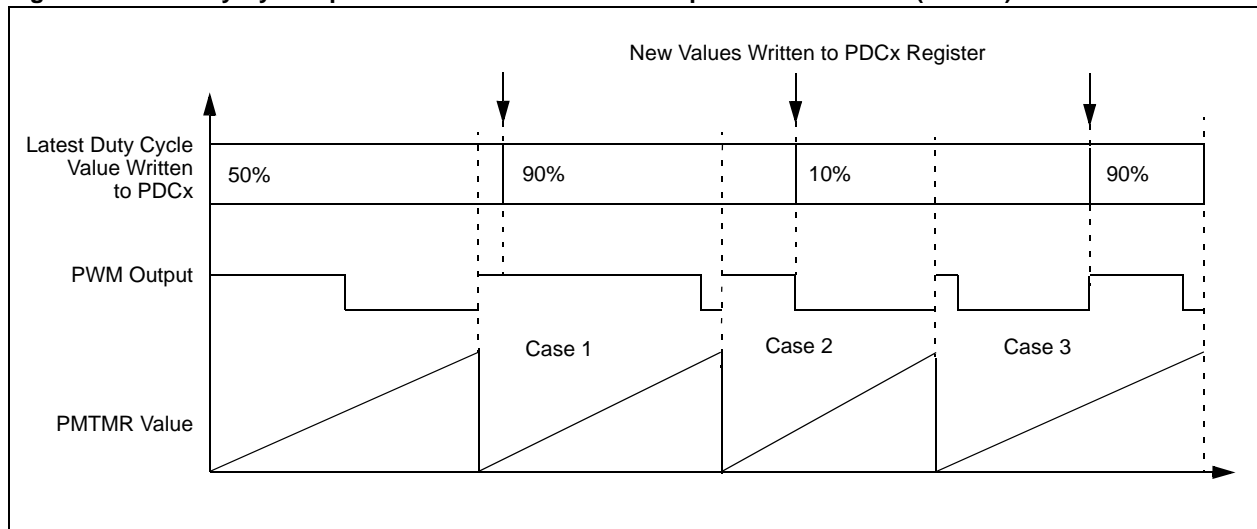 New Values Written to PDCx Register
Latest Duty Cycle
Value Written
to PDCx
50%
90%
10%
90%
PWM Output
Case 1
Case 2
Case 3
PMTMR Value